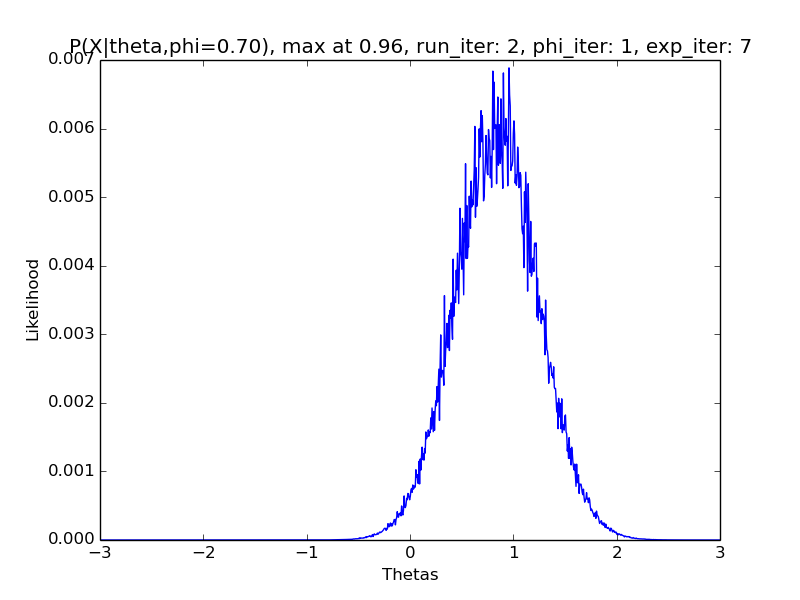 P(X|theta,phi=0.70), max at 0.96, run_iter: 2, phi_iter: 1, exp_iter: 7
0.007
0.006
0.005
0.004
Likelihood
0.003
0.002
0.001
0.000
−3 −2 −1 0 1 2 3
Thetas